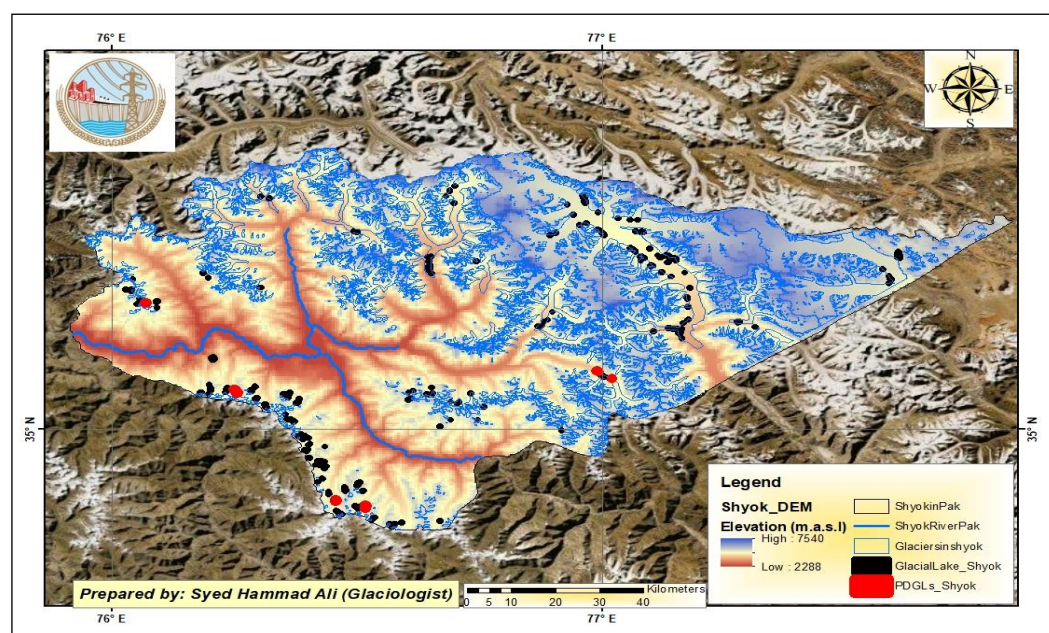 76° E
77° E
N
W
E
S
35° N
35° N
Legend
Shyok_DEM
Elevation (m.a.s.l)
High : 7540
Low : 2288
ShyokinPak
ShyokRiverPak
Glaciersinshyok
GlacialLake_Shyok
PDGLs_Shyok
Prepared by: Syed Hammad Ali (Glaciologist)
Kilometers
0 5 10 20 30 40
76° E
77° E